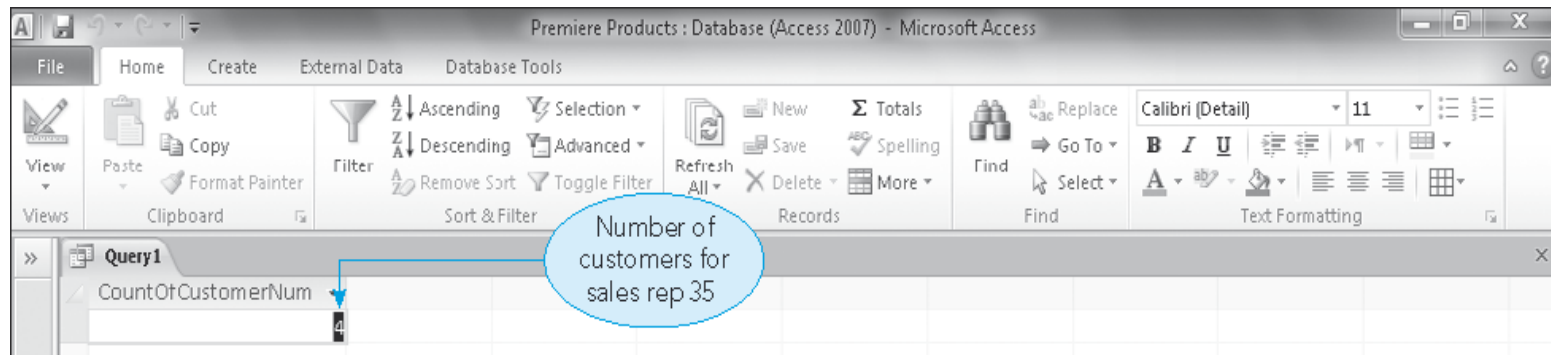 Premiere Products : Database (Access 2007) - Microsoft Access
File Home Create External Data Database Tools
Cut
Copy
Format Painter
View
Paste
Views
Clipboard
Filter
Ascending
Descending
Remove Sort
Selection
Advanced
Toggle Filter
Sort & Filter
Refresh
All
New
Save
Delete
Totals
Spelling
More
Records
Find
Replace
Go To
Select
Find
Calibri (Detail) 11
B I U
A
Text Formatting
Number of
customers for
sales rep 35
Query1
CountOfCustomerNum
4